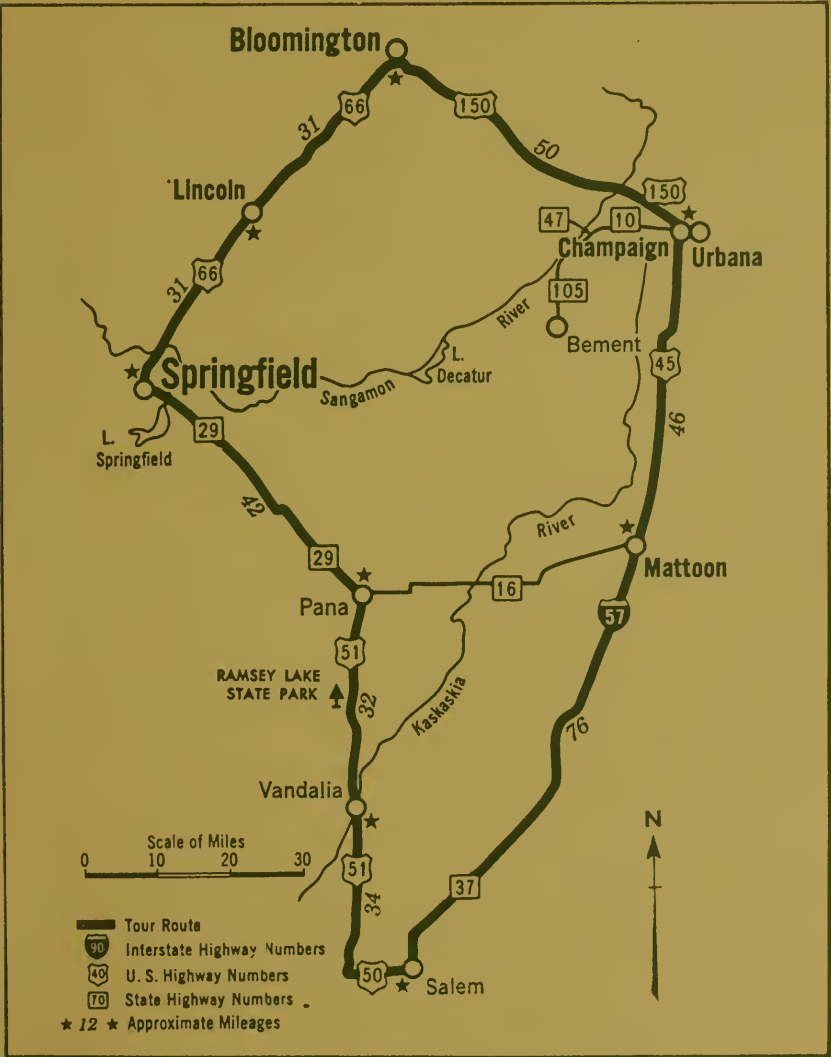 Bloomington
66
150
31
50
Lincoln
150
47
10
Champaign
Urbana
66
31
105
River
Bement
L.
Decatur
45
Springfield
Sangamon
29
46
L.
Springfield
42
River
29
Mattoon
Pana
16
57
51
RAMSEY LAKE
STATE PARK
32
Kaskaskia
76
Vandalia
N
Scale of Miles
0 10 20 30
51
37
34
Tour Route
90 Interstate Highway Numbers
40 U. S. Highway Numbers
70 State Highway Numbers
★ 12 ★ Approximate Mileages
50
Salem